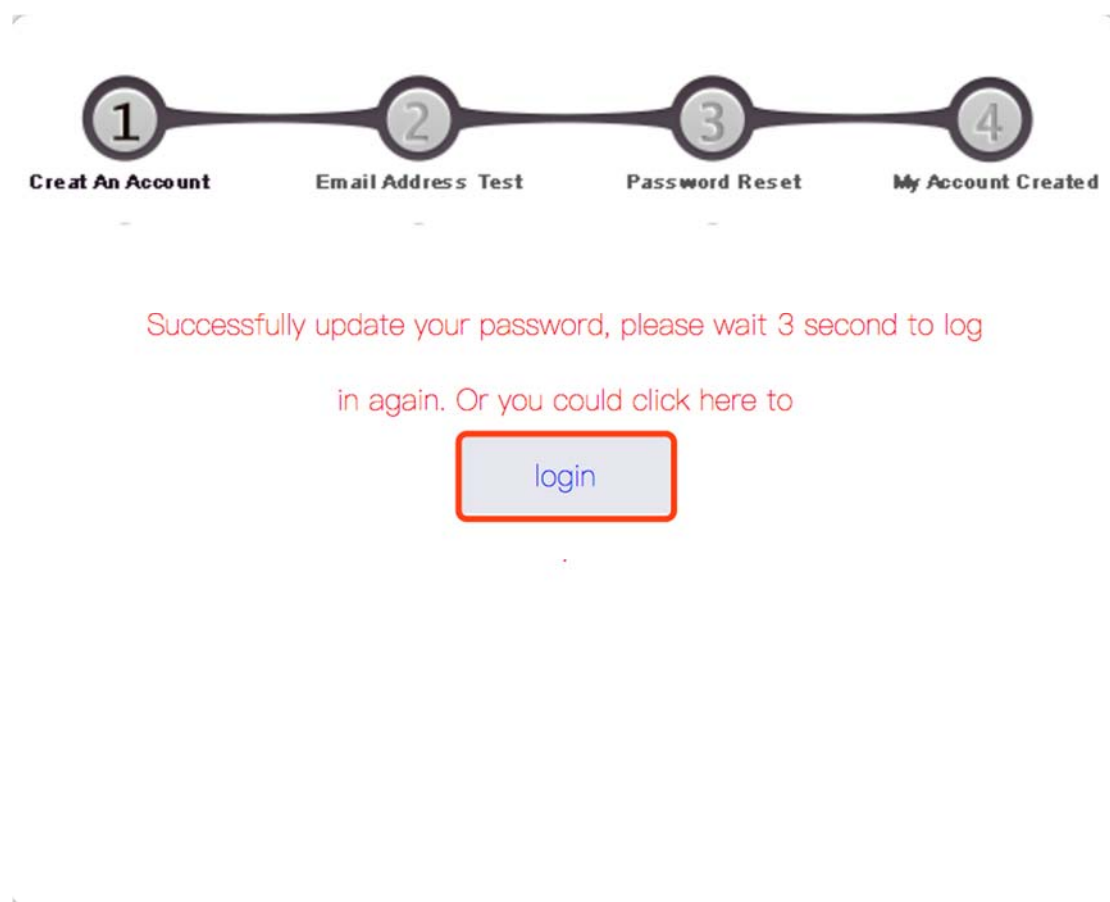 1 2 3 4
Creat An Account Email Address Test Password Reset My Account Created
Successfully update your password, please wait 3 second to log
in again. Or you could click here to
login
.